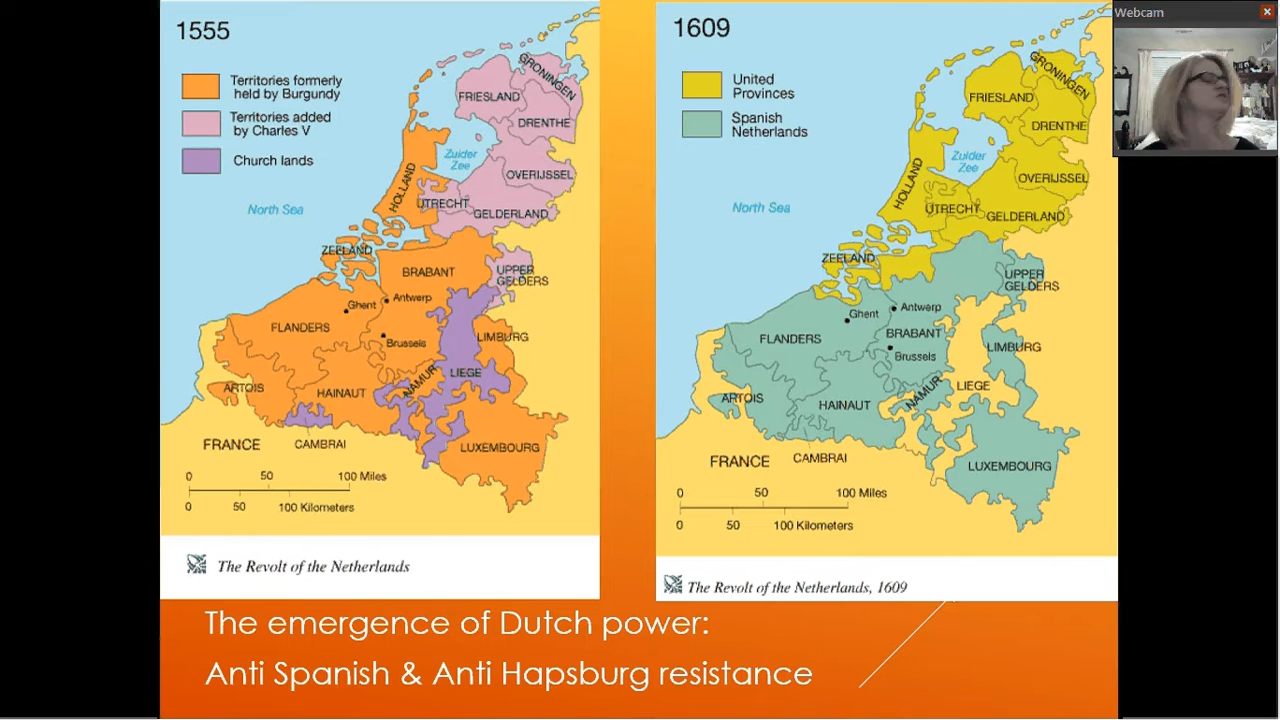 1555
Territories formerly
held by Burgundy
Territories added
by Charles V
Church lands
GRONINGEN
FRIESLAND
DRENTHE
Zuider
Zee
HOLLAND
OVERIJSSEL
UTRECHT
GELDERLAND
North Sea
ZEELAND
BRABANT
UPPER
GELDERS
Ghent
Antwerp
FLANDERS
Brussels
LIMBURG
LIEGE
NAMUR
ARTOIS
HAINAUT
FRANCE
CAMBRAI
LUXEMBOURG
0 50 100 Miles
0 50 100 Kilometers
The Revolt of the Netherlands
1609
United
Provinces
Spanish
Netherlands
GRONINGEN
FRIESLAND
DRENTHE
Zuider
Zee
HOLLAND
OVERIJSSEL
UTRECHT
GELDERLAND
North Sea
ZEELAND
UPPER
GELDERS
Ghent
Antwerp
FLANDERS
BRABANT
Brussels
LIMBURG
LIEGE
NAMUR
ARTOIS
HAINAUT
FRANCE
CAMBRAI
LUXEMBOURG
0 50 100 Miles
0 50 100 Kilometers
The Revolt of the Netherlands, 1609
The emergence of Dutch power:
Anti Spanish & Anti Hapsburg resistance
Webcam